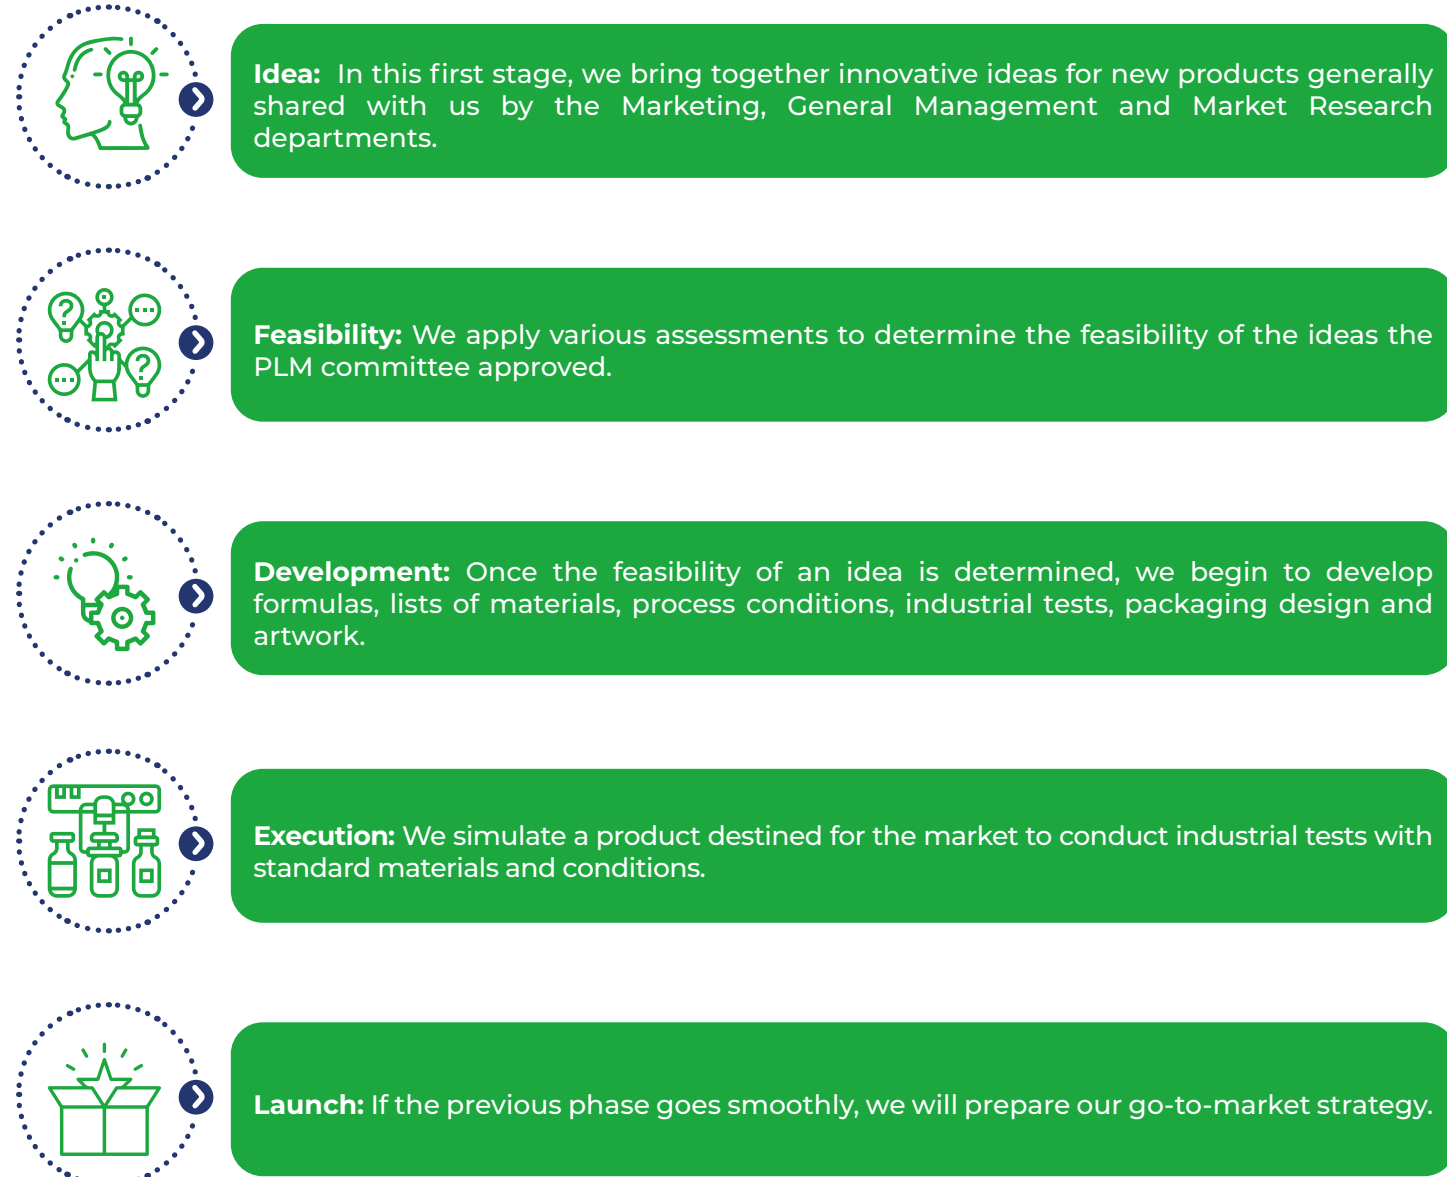 Idea: In this first stage, we bring together innovative ideas for new products generally
shared with us by the Marketing, General Management and Market Research
departments.
Feasibility: We apply various assessments to determine the feasibility of the ideas the
PLM committee approved.
Development: Once the feasibility of an idea is determined, we begin to develop
formulas, lists of materials, process conditions, industrial tests, packaging design and
artwork.
Execution: We simulate a product destined for the market to conduct industrial tests with
standard materials and conditions.
Launch: If the previous phase goes smoothly, we will prepare our go-to-market strategy.